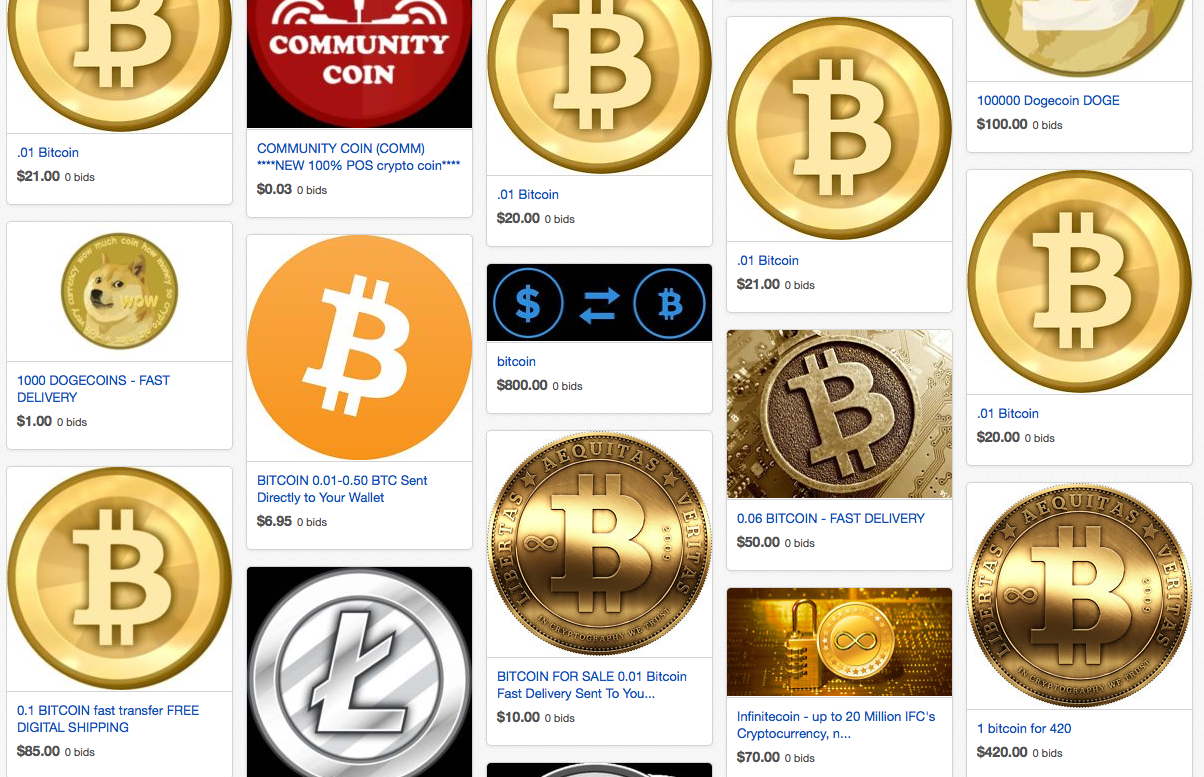 .01 Bitcoin
$21.00 0 bids
much coin how money so crypto
currency wow
WOW
1000 DOGECOINS - FAST
DELIVERY
$1.00 0 bids
0.1 BITCOIN fast transfer FREE
DIGITAL SHIPPING
$85.00 0 bids
COMMUNITY
COIN
COMMUNITY COIN (COMM)
****NEW 100% POS crypto coin****
$0.03 0 bids
BITCOIN 0.01-0.50 BTC Sent
Directly to Your Wallet
$6.95 0 bids
.01 Bitcoin
$20.00 0 bids
$
bitcoin
$800.00 0 bids
LIBERTAS AEQUITAS VERITAS
2009
IN CRYPTOGRAPHY WE TRUST
BITCOIN FOR SALE 0.01 Bitcoin
Fast Delivery Sent To You...
$10.00 0 bids
.01 Bitcoin
$21.00 0 bids
0.06 BITCOIN - FAST DELIVERY
$50.00 0 bids
Infinitecoin - up to 20 Million IFC's
Cryptocurrency, n...
$70.00 0 bids
100000 Dogecoin DOGE
$100.00 0 bids
.01 Bitcoin
$20.00 0 bids
LIBERTAS AEQUITAS VERITAS
2009
IN CRYPTOGRAPHY WE TRUST
1 bitcoin for 420
$420.00 0 bids